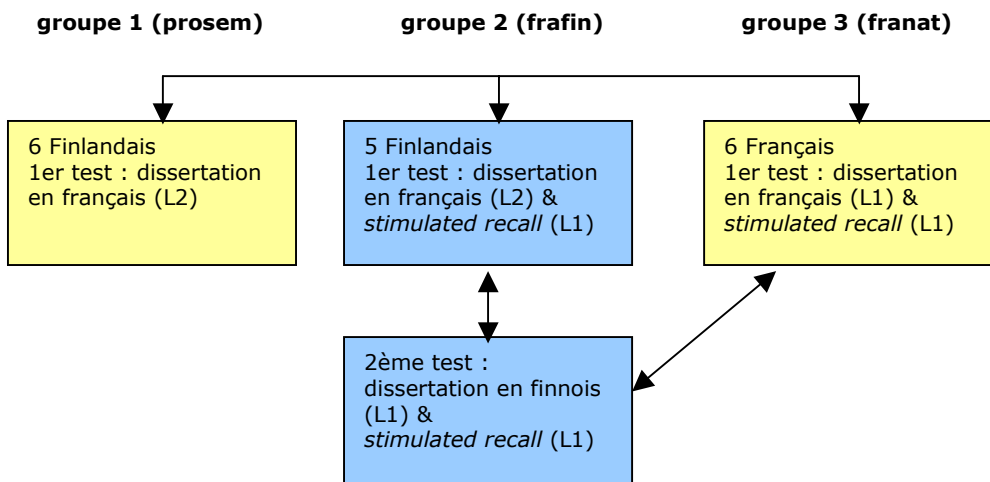 groupe 1 (prosem)
groupe 2 (frafin)
groupe 3 (franat)
6 Finlandais
1er test : dissertation
en français (L2)
5 Finlandais
1er test : dissertation
en français (L2) &
stimulated recall (L1)
6 Français
1er test : dissertation
en français (L1) &
stimulated recall (L1)
2ème test :
dissertation en finnois
(L1) &
stimulated recall (L1)